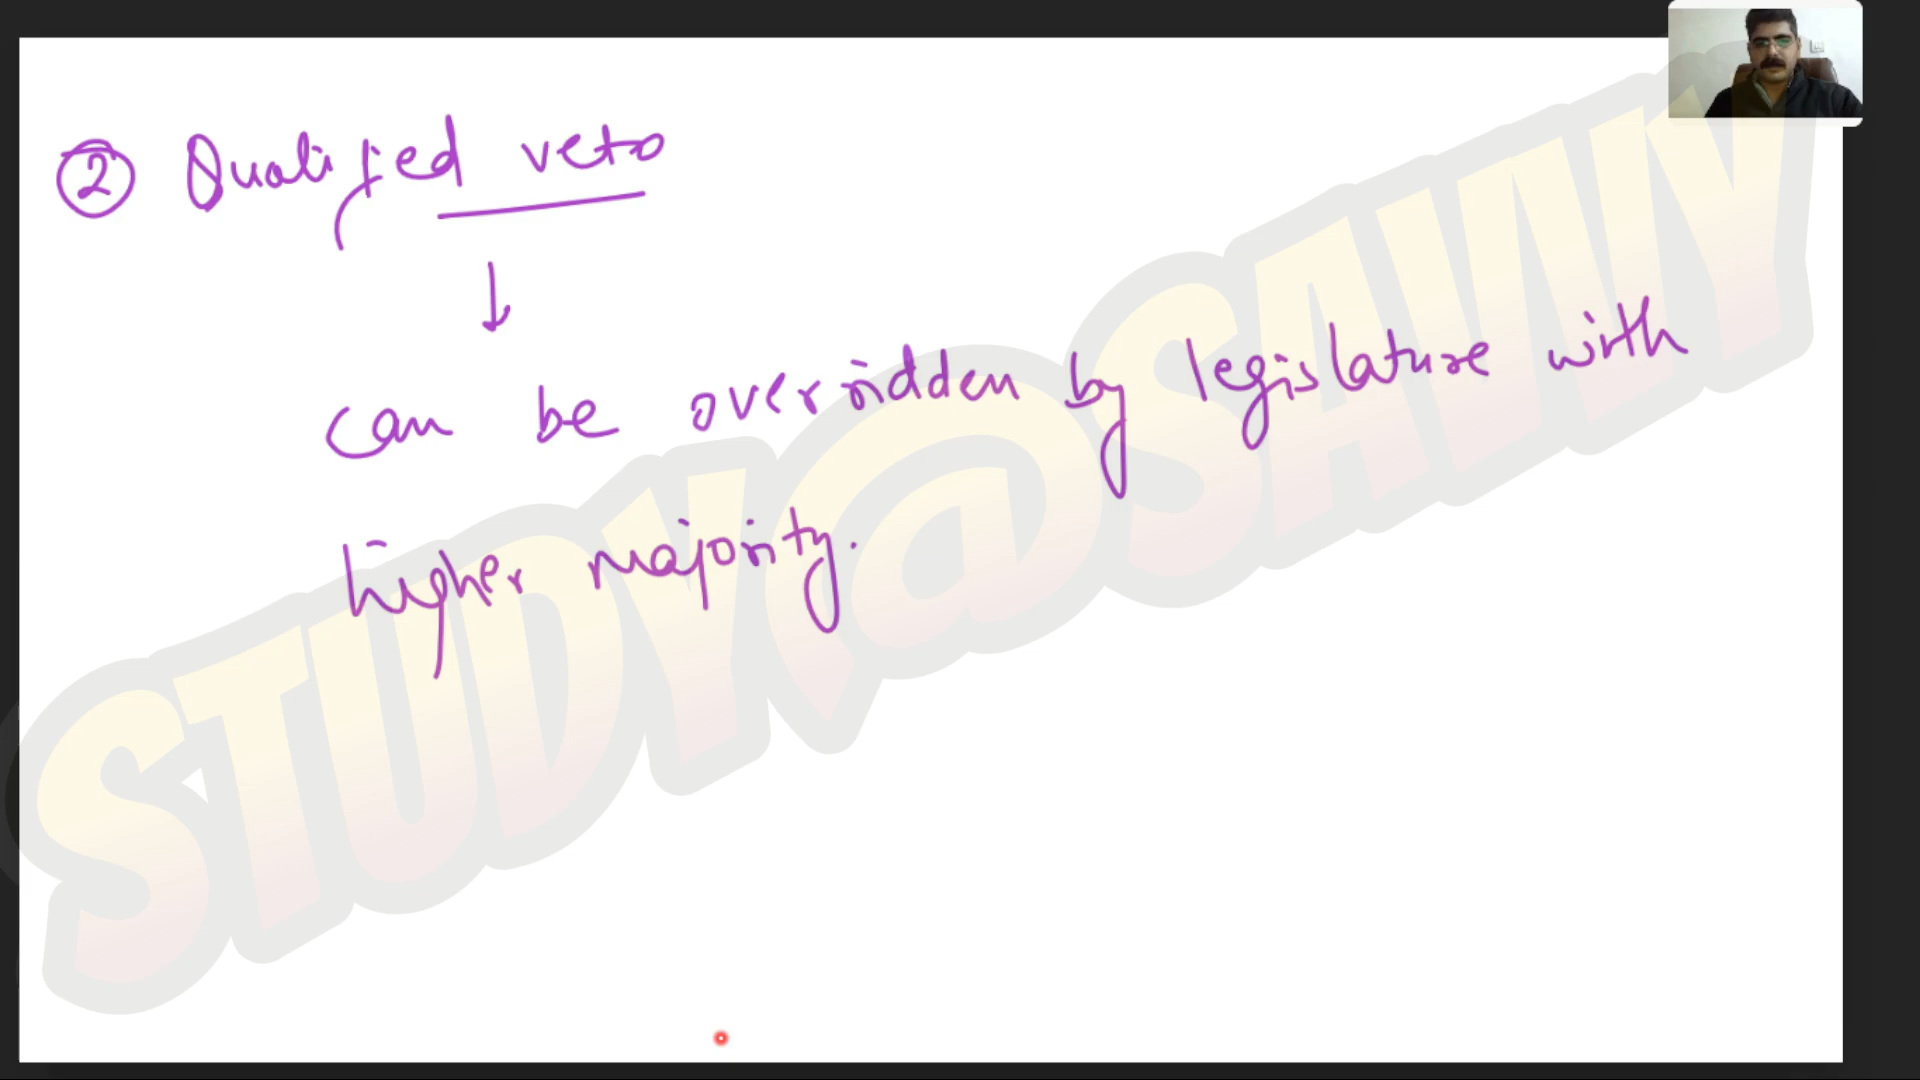 ② Qualified veto
↓
can be overridden by legislature with
higher majority.
STUDY@SAVVY